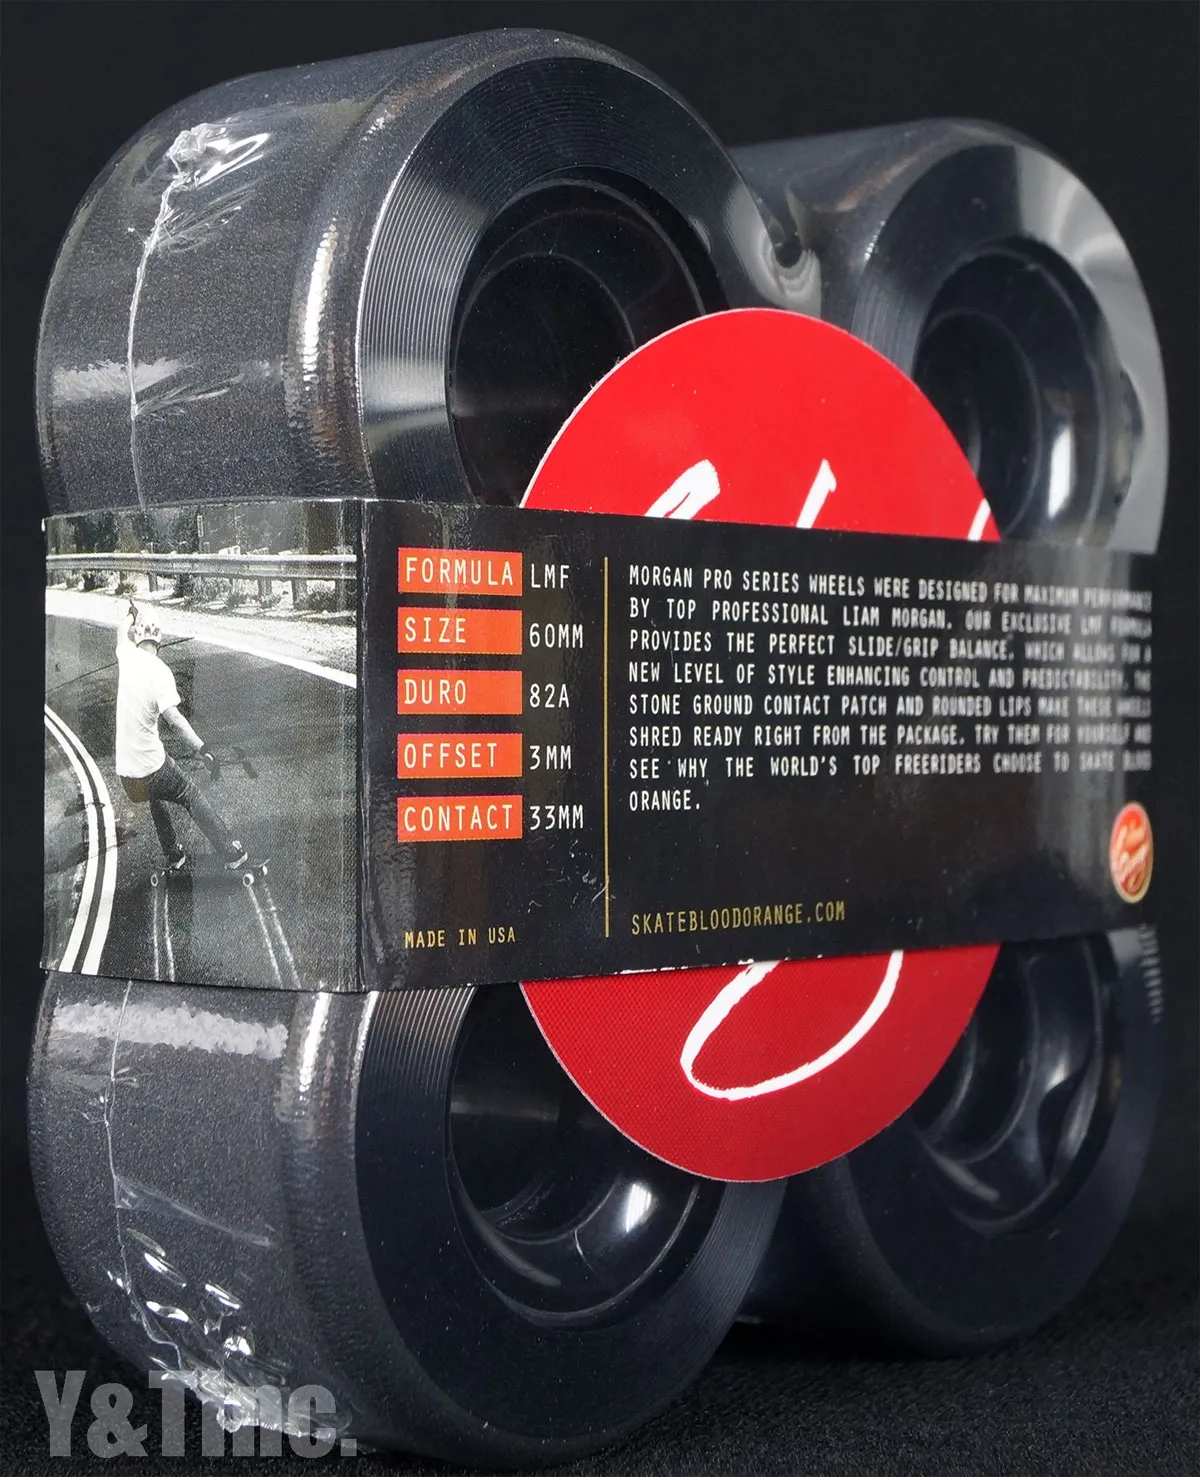 FORMULA LMF
SIZE 60MM
DURO 82A
OFFSET 3MM
CONTACT 33MM
MADE IN USA
MORGAN PRO SERIES WHEELS WERE DESIGNED FOR MAXIMUM PERFORMANCE
BY TOP PROFESSIONAL LIAM MORGAN. OUR EXCLUSIVE LMF FORMULA
PROVIDES THE PERFECT SLIDE/GRIP BALANCE, WHICH ALLOWS FOR A
NEW LEVEL OF STYLE ENHANCING CONTROL AND PREDICTABILITY. THE
STONE GROUND CONTACT PATCH AND ROUNDED LIPS MAKE THESE WHEELS
SHRED READY RIGHT FROM THE PACKAGE. TRY THEM FOR YOURSELF AND
SEE WHY THE WORLD'S TOP FREERIDERS CHOOSE TO SKATE BLOOD
ORANGE.
SKATEBLOODORANGE.COM
Y&TInc.